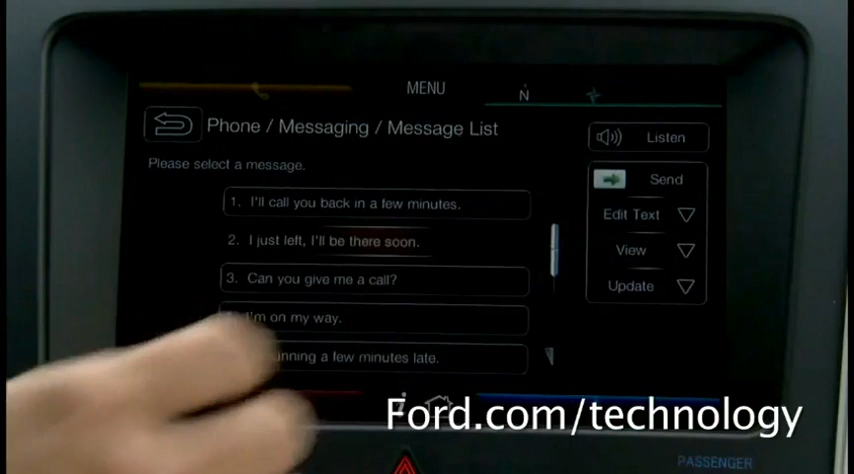 MENU
N
Phone / Messaging / Message List
Listen
Please select a message.
Send
1. I'll call you back in a few minutes.
Edit Text
2. I just left, I'll be there soon.
View
3. Can you give me a call?
Update
I'm on my way.
a few minutes late.
Ford.com/technology
PASSENGER